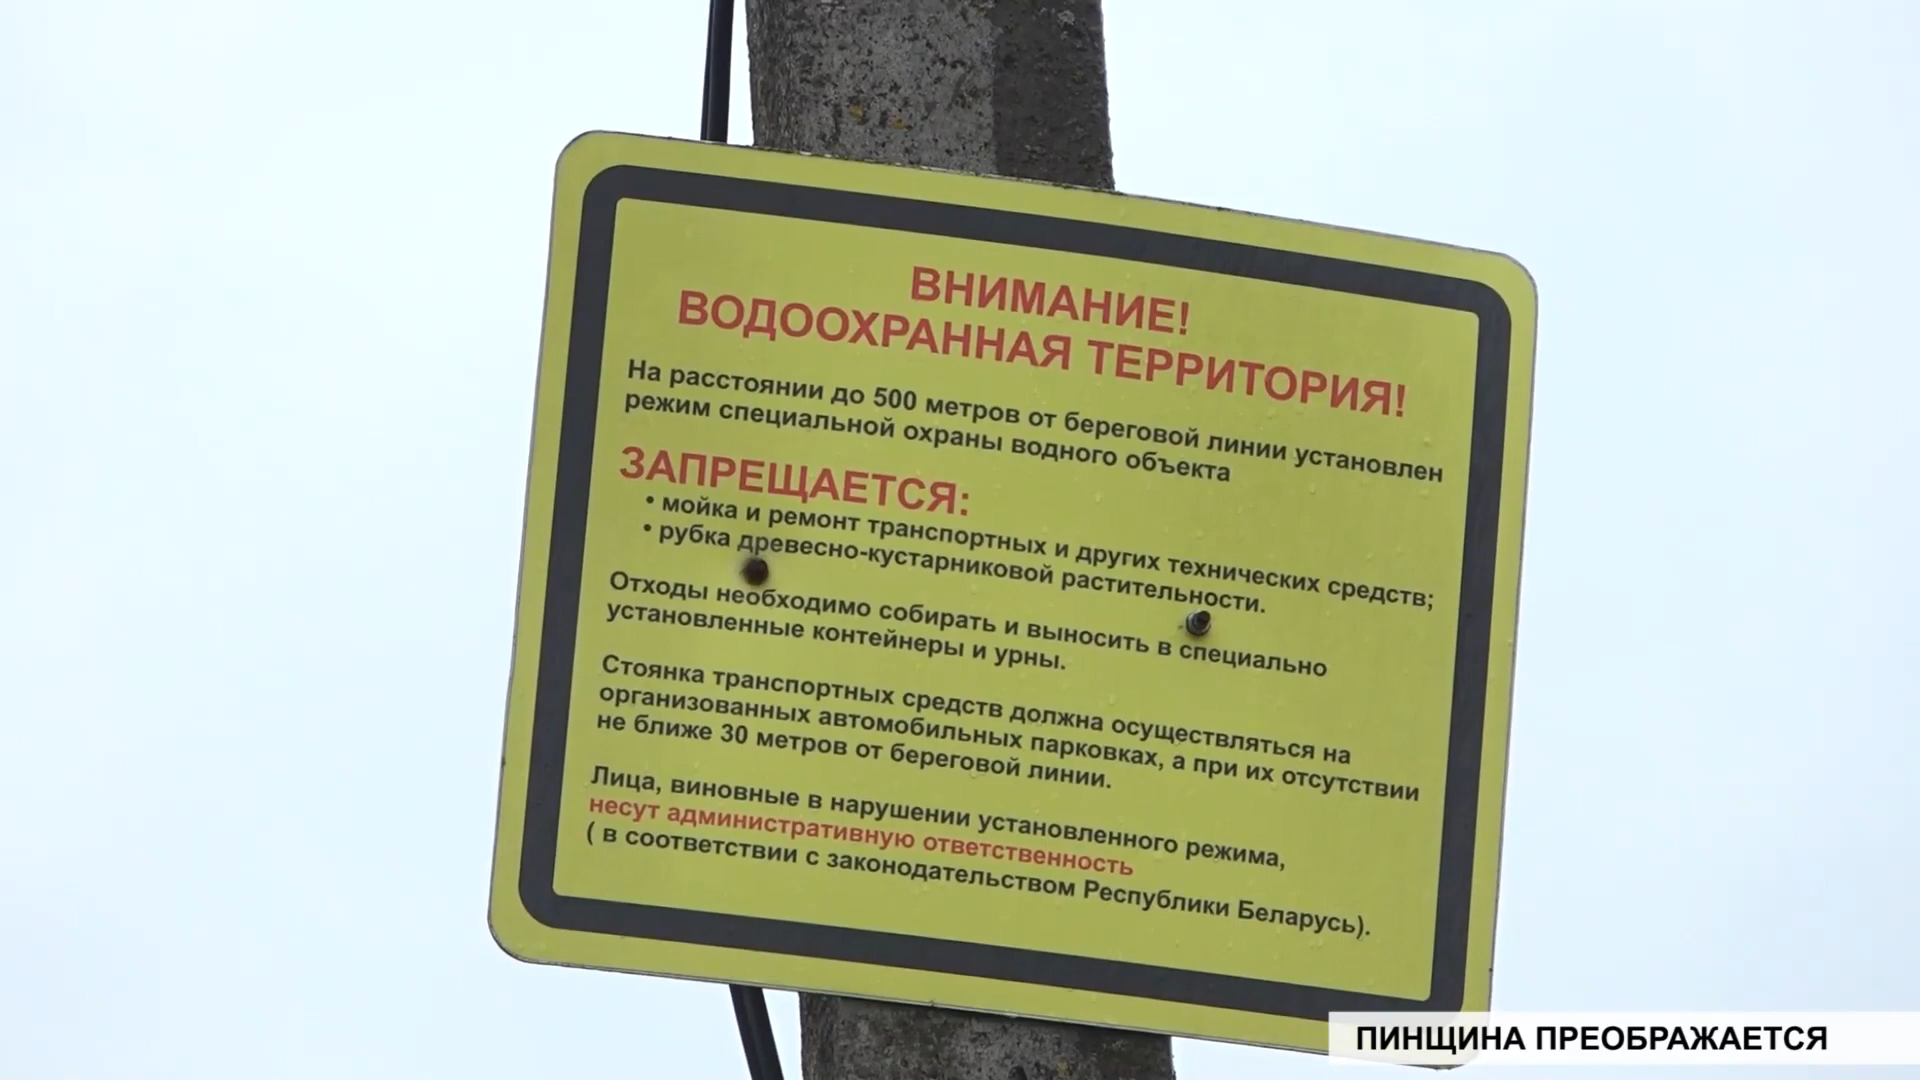 ВНИМАНИЕ!
ВОДООХРАННАЯ ТЕРРИТОРИЯ!
На расстоянии до 500 метров от береговой линии установлен
режим специальной охраны водного объекта
ЗАПРЕЩАЕТСЯ:
• мойка и ремонт транспортных и других технических средств;
• рубка древесно-кустарниковой растительности.
Отходы необходимо собирать и выносить в специально
установленные контейнеры и урны.
Стоянка транспортных средств должна осуществляться на
организованных автомобильных парковках, а при их отсутствии
не ближе 30 метров от береговой линии.
Лица, виновные в нарушении установленного режима,
несут административную ответственность
( в соответствии с законодательством Республики Беларусь).
ПИНЩИНА ПРЕОБРАЖАЕТСЯ